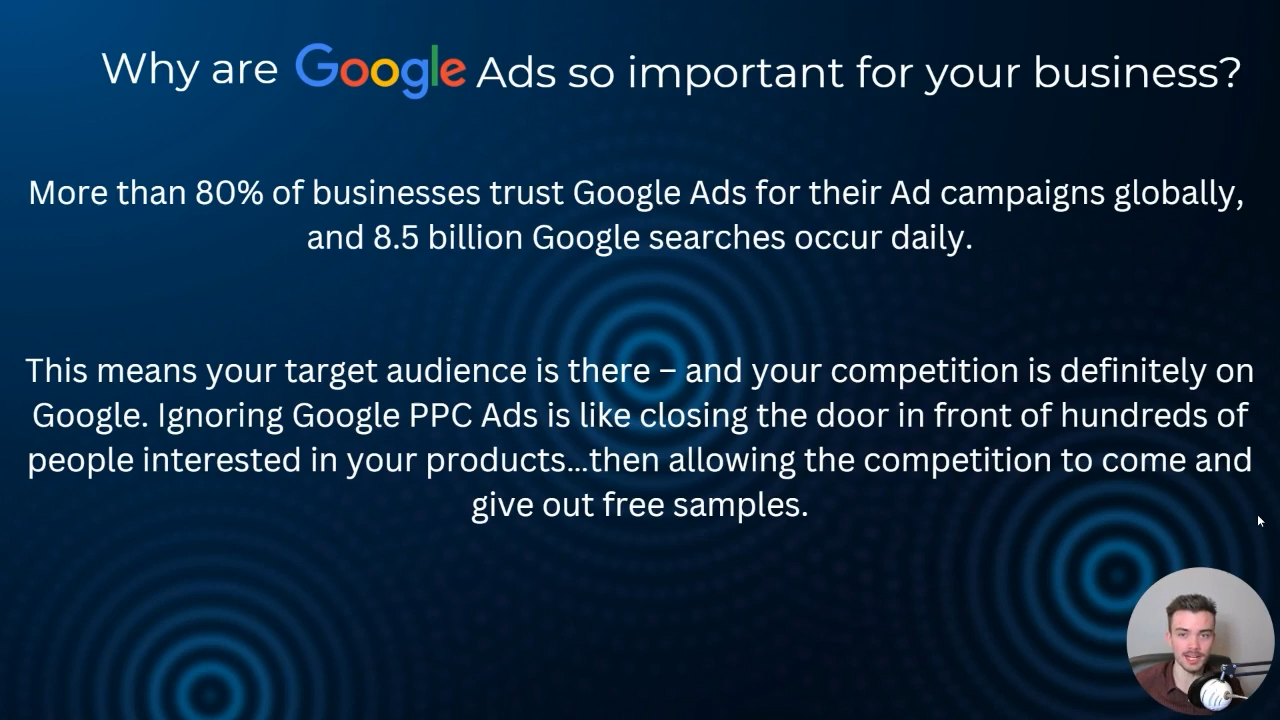 Why are Google Ads so important for your business?
More than 80% of businesses trust Google Ads for their Ad campaigns globally,
and 8.5 billion Google searches occur daily.
This means your target audience is there – and your competition is definitely on
Google. Ignoring Google PPC Ads is like closing the door in front of hundreds of
people interested in your products...then allowing the competition to come and
give out free samples.